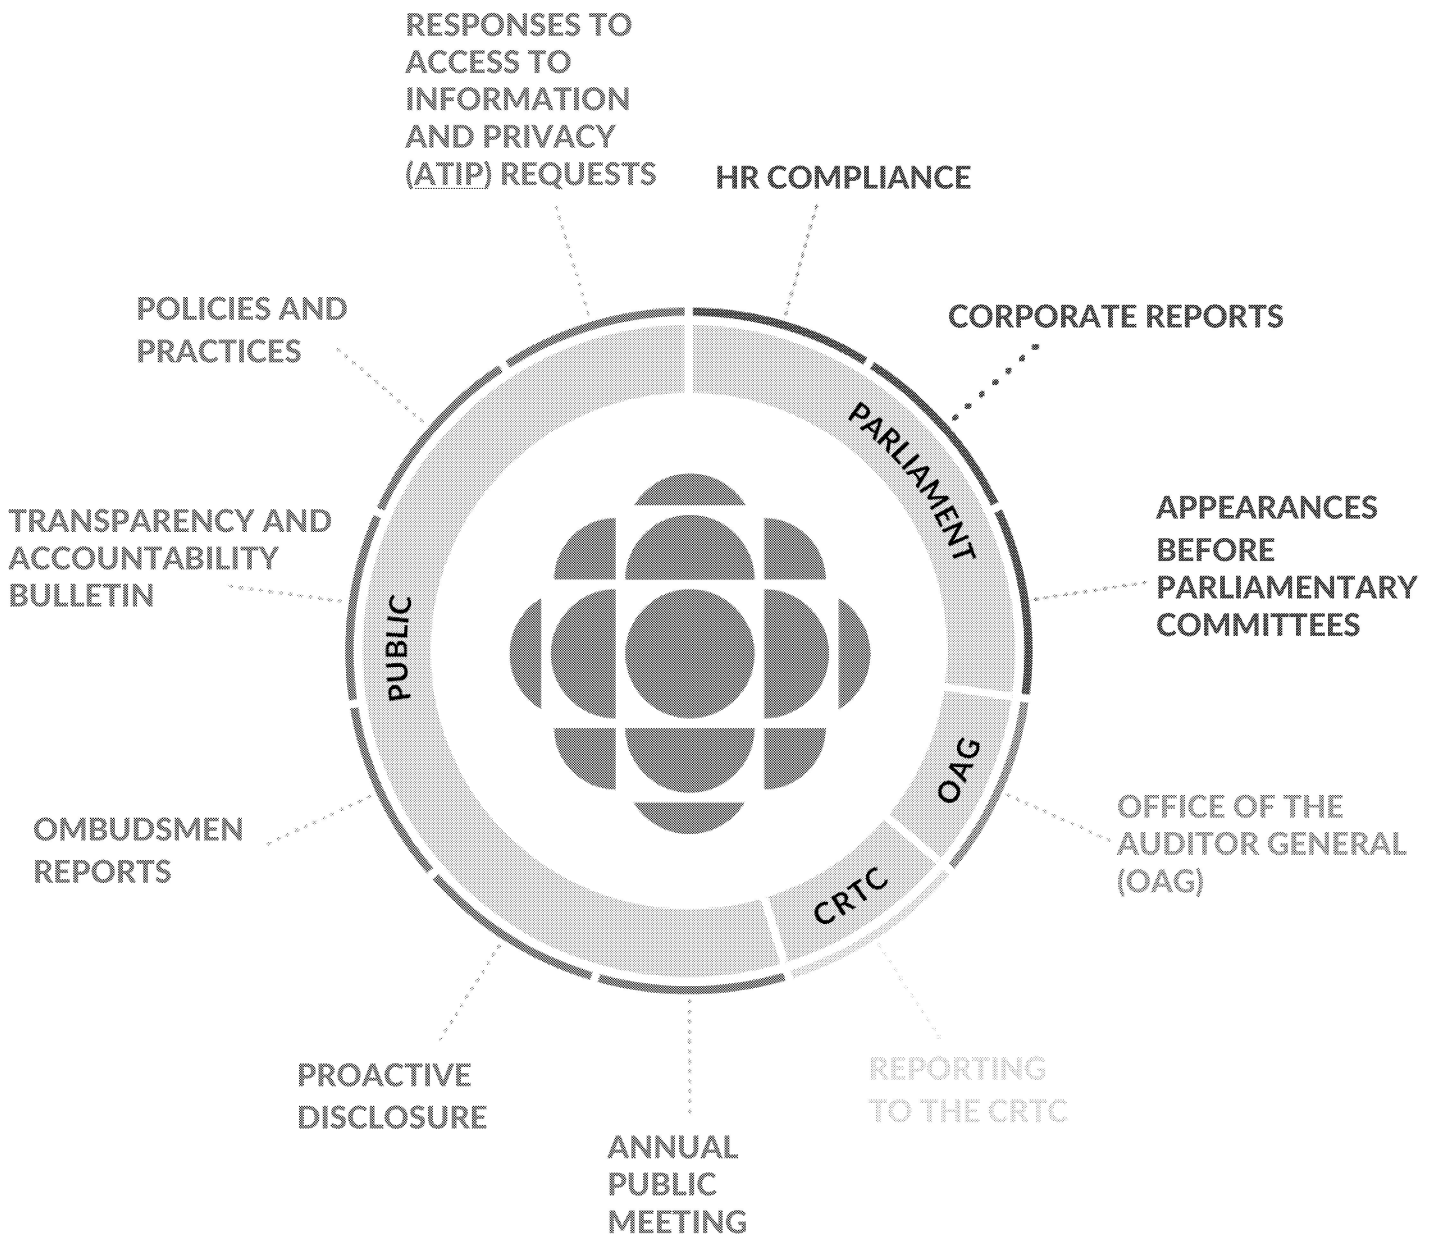 RESPONSES TO
ACCESS TO
INFORMATION
AND PRIVACY
(ATIP) REQUESTS
HR COMPLIANCE
CORPORATE REPORTS
APPEARANCES
BEFORE
PARLIAMENTARY
COMMITTEES
OFFICE OF THE
AUDITOR GENERAL
(OAG)
REPORTING
TO THE CRTC
ANNUAL
PUBLIC
MEETING
PROACTIVE
DISCLOSURE
OMBUDSMEN
REPORTS
TRANSPARENCY AND
ACCOUNTABILITY
BULLETIN
POLICIES AND
PRACTICES
PARLIAMENT
OAG
CRTC
PUBLIC